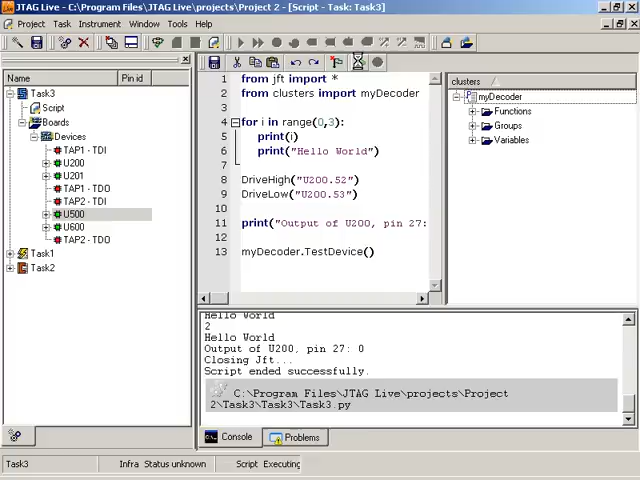 JTAG Live - C:\Program Files\JTAG Live\projects\Project 2 - [Script - Task: Task3]
Project Task Instrument Window Tools Help
Name Pin id
Task3
Script
Boards
Devices
TAP1 - TDI
U200
U201
TAP1 - TDO
TAP2 - TDI
U500
U600
TAP2 - TDO
Task1
Task2
1 from jft import *
2 from clusters import myDecoder
3
4 for i in range(0,3):
5 print(i)
6 print("Hello World")
7
8 DriveHigh("U200.52")
9 DriveLow("U200.53")
10
11 print("Output of U200, pin 27:
12
13 myDecoder.TestDevice()
clusters
myDecoder
Functions
Groups
Variables
Hello World
2
Hello World
Output of U200, pin 27: 0
Closing Jft...
Script ended successfully.
C:\Program Files\JTAG Live\projects\Project
2\Task3\Task3\Task3.py
Console Problems
Task3 Infra Status unknown Script Executing